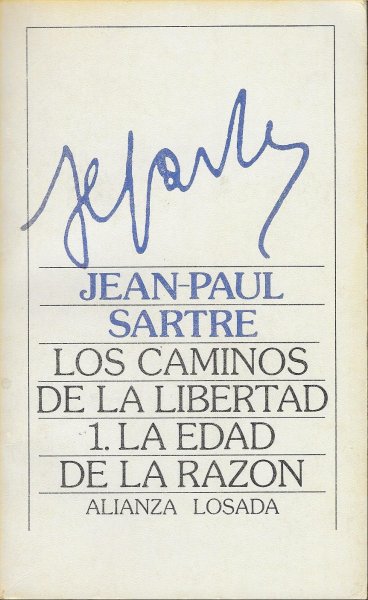 JEAN-PAUL
SARTRE
LOS CAMINOS
DE LA LIBERTAD
1. LA EDAD
DE LA RAZON
ALIANZA LOSADA